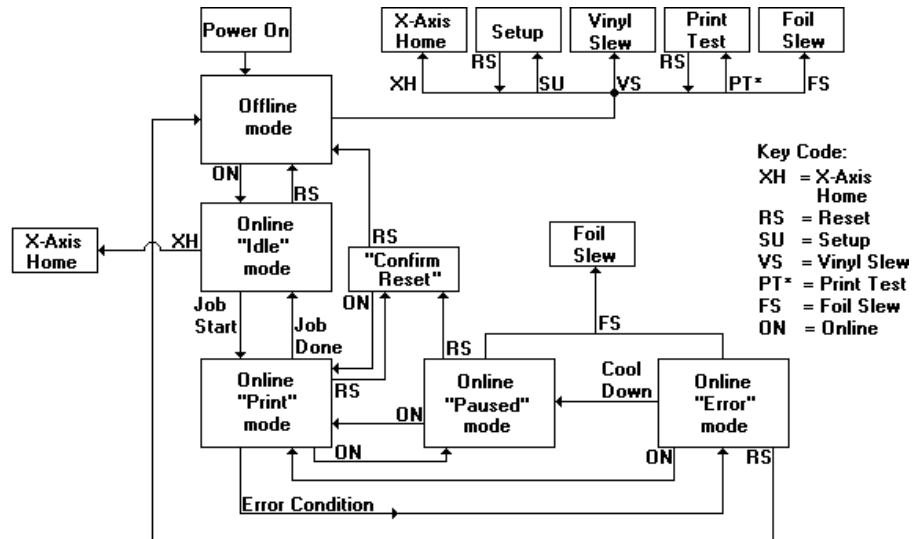 Power On
X-Axis
Home
Setup
Vinyl
Slew
Print
Test
Foil
Slew
RS
RS
XH
SU
VS
PT*
FS
Offline
mode
ON
RS
Key Code:
XH = X-Axis
Home
RS = Reset
SU = Setup
VS = Vinyl Slew
PT* = Print Test
FS = Foil Slew
ON = Online
X-Axis
Home
XH
Online
"Idle"
mode
RS
"Confirm
Reset"
ON
Foil
Slew
Job
Start
Job
Done
RS
FS
Online
"Print"
mode
RS
ON
Online
"Paused"
mode
Cool
Down
Online
"Error"
mode
ON
ON
RS
Error Condition